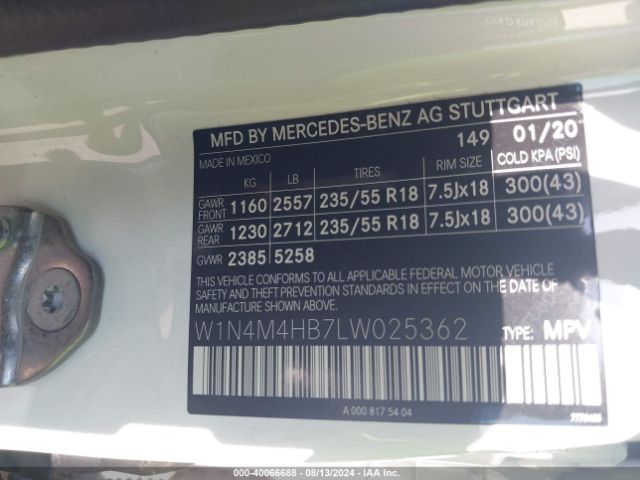 MFD BY MERCEDES-BENZ AG STUTTGART
MADE IN MEXICO 149 01/20
KG LB TIRES RIM SIZE COLD KPA (PSI)
GAWR FRONT 1160 2557 235/55 R18 7.5Jx18 300(43)
GAWR REAR 1230 2712 235/55 R18 7.5Jx18 300(43)
GVWR 2385 5258
THIS VEHICLE CONFORMS TO ALL APPLICABLE FEDERAL MOTOR VEHICLE
SAFETY AND THEFT PREVENTION STANDARDS IN EFFECT ON THE DATE OF
MANUFACTURE SHOWN ABOVE.
W1N4M4HB7LW025362 TYPE: MPV
A 000 817 54 04
000-40066688 - 08/13/2024 - IAAI.COM